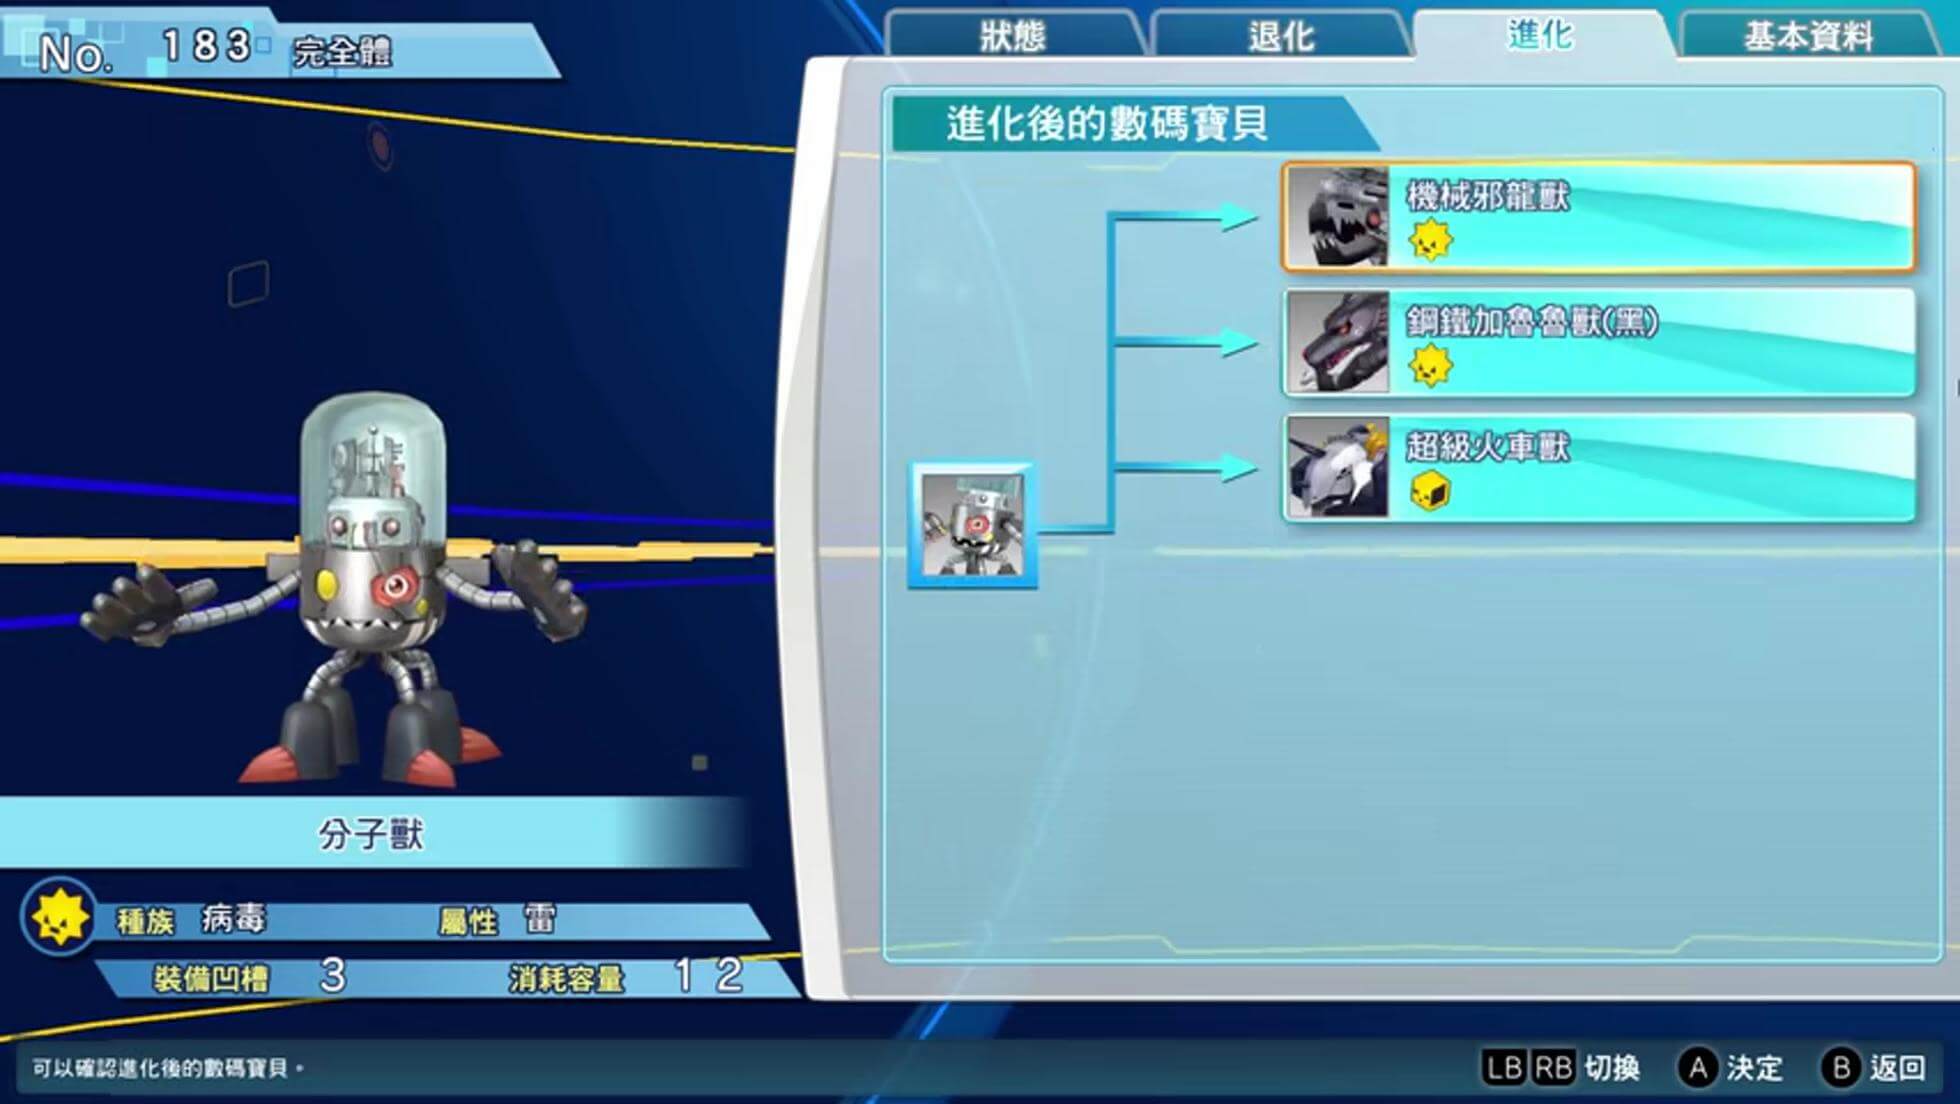 No. 183 完全體
狀態 退化 進化 基本資料
進化後的數碼寶貝
機械邪龍獸
鋼鐵加魯魯獸(黑)
超級火車獸
分子獸
種族 病毒 屬性 雷
裝備凹槽 3 消耗容量 12
可以確認進化後的數碼寶貝。
LB RB 切換 A 決定 B 返回